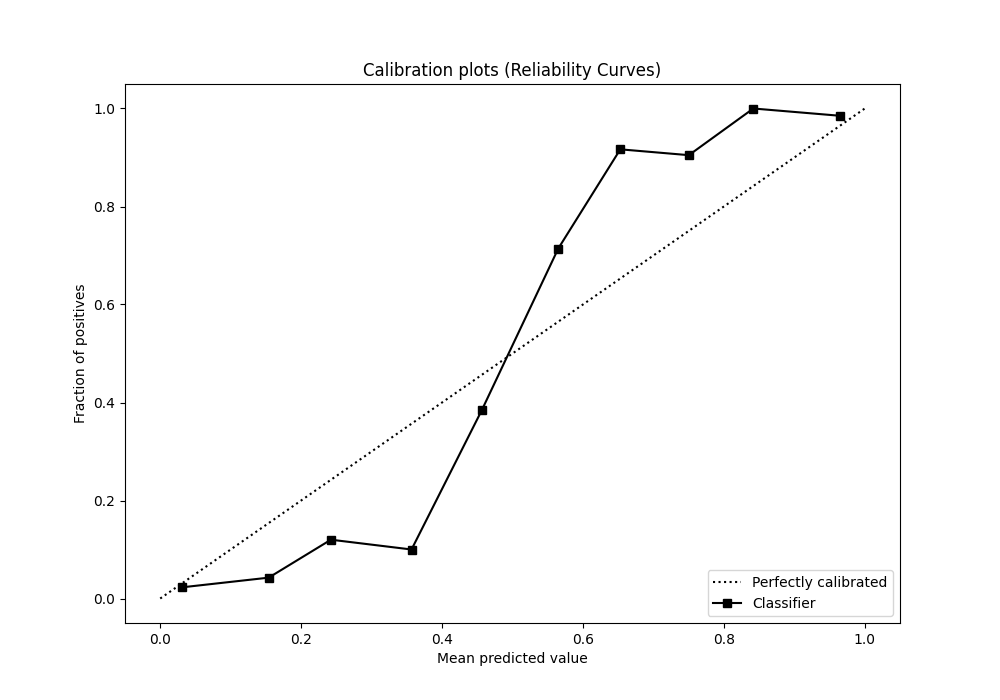 Calibration plots (Reliability Curves)
1.0
0.8
0.6
0.4
0.2
0.0
Fraction of positives
0.0 0.2 0.4 0.6 0.8 1.0
Mean predicted value
Perfectly calibrated
Classifier